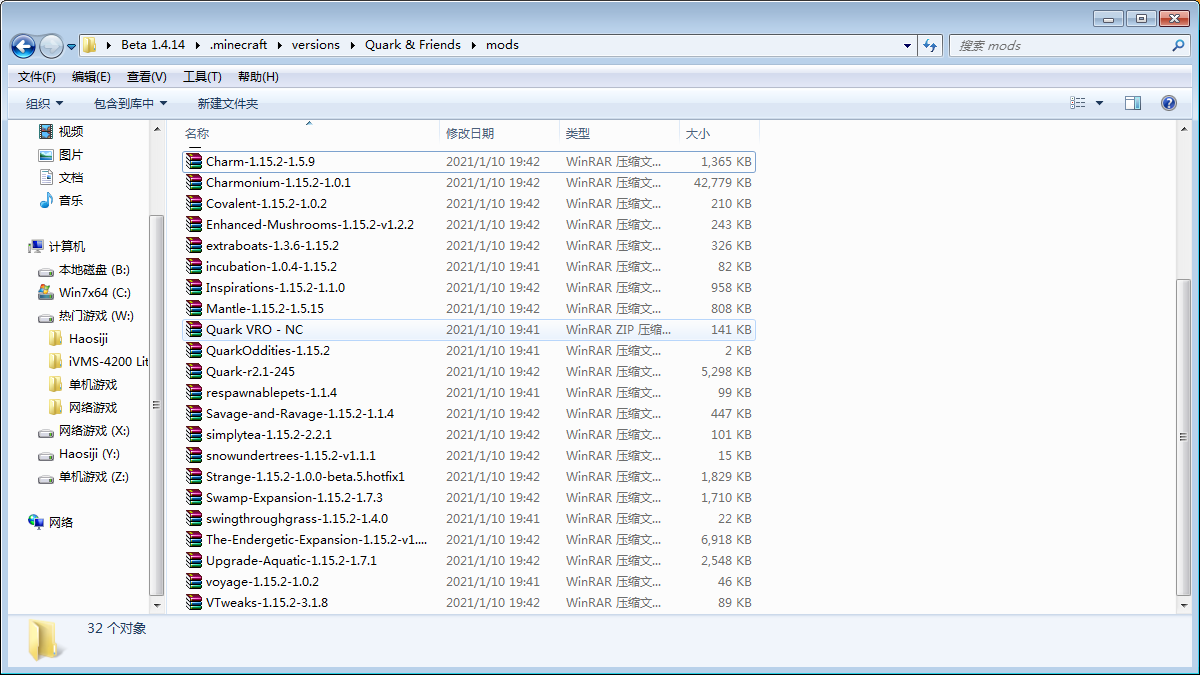 Beta 1.4.14 .minecraft versions Quark & Friends mods
搜索 mods
文件(F) 编辑(E) 查看(V) 工具(T) 帮助(H)
组织 包含到库中 新建文件夹
视频
图片
文档
音乐
计算机
本地磁盘 (B:)
Win7x64 (C:)
热门游戏 (W:)
Haosiji
iVMS-4200 Lit
单机游戏
网络游戏
网络游戏 (X:)
Haosiji (Y:)
单机游戏 (Z:)
网络
名称 修改日期 类型 大小
Charm-1.15.2-1.5.9 2021/1/10 19:42 WinRAR 压缩文... 1,365 KB
Charmonium-1.15.2-1.0.1 2021/1/10 19:42 WinRAR 压缩文... 42,779 KB
Covalent-1.15.2-1.0.2 2021/1/10 19:42 WinRAR 压缩文... 210 KB
Enhanced-Mushrooms-1.15.2-v1.2.2 2021/1/10 19:42 WinRAR 压缩文... 243 KB
extraboats-1.3.6-1.15.2 2021/1/10 19:42 WinRAR 压缩文... 326 KB
incubation-1.0.4-1.15.2 2021/1/10 19:41 WinRAR 压缩文... 82 KB
Inspirations-1.15.2-1.1.0 2021/1/10 19:41 WinRAR 压缩文... 958 KB
Mantle-1.15.2-1.5.15 2021/1/10 19:42 WinRAR 压缩文... 808 KB
Quark VRO - NC 2021/1/10 19:41 WinRAR ZIP 压缩... 141 KB
QuarkOddities-1.15.2 2021/1/10 19:41 WinRAR 压缩文... 2 KB
Quark-r2.1-245 2021/1/10 19:41 WinRAR 压缩文... 5,298 KB
respawnablepets-1.1.4 2021/1/10 19:41 WinRAR 压缩文... 99 KB
Savage-and-Ravage-1.15.2-1.1.4 2021/1/10 19:42 WinRAR 压缩文... 447 KB
simplytea-1.15.2-2.2.1 2021/1/10 19:42 WinRAR 压缩文... 101 KB
snowundertrees-1.15.2-v1.1.1 2021/1/10 19:42 WinRAR 压缩文... 15 KB
Strange-1.15.2-1.0.0-beta.5.hotfix1 2021/1/10 19:42 WinRAR 压缩文... 1,829 KB
Swamp-Expansion-1.15.2-1.7.3 2021/1/10 19:42 WinRAR 压缩文... 1,710 KB
swingthroughgrass-1.15.2-1.4.0 2021/1/10 19:41 WinRAR 压缩文... 22 KB
The-Endergetic-Expansion-1.15.2-v1.... 2021/1/10 19:42 WinRAR 压缩文... 6,918 KB
Upgrade-Aquatic-1.15.2-1.7.1 2021/1/10 19:42 WinRAR 压缩文... 2,548 KB
voyage-1.15.2-1.0.2 2021/1/10 19:41 WinRAR 压缩文... 46 KB
VTweaks-1.15.2-3.1.8 2021/1/10 19:42 WinRAR 压缩文... 89 KB
32 个对象